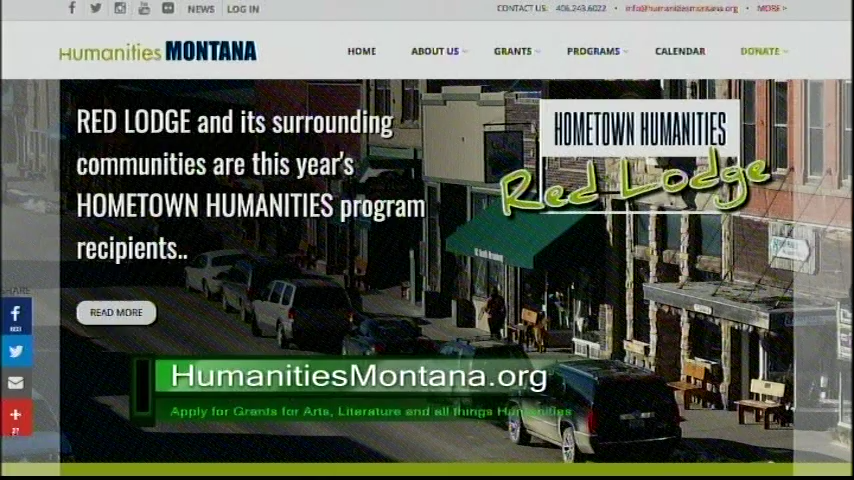 NEWS LOG IN
CONTACT US: 406.243.6022 • info@humanitiesmontana.org • MORE >
Humanities MONTANA
HOME ABOUT US GRANTS PROGRAMS CALENDAR DONATE
RED LODGE and its surrounding
communities are this year's
HOMETOWN HUMANITIES program
recipients..
HOMETOWN HUMANITIES
Red Lodge
READ MORE
SHARE
HumanitiesMontana.org
Apply for Grants for Arts, Literature and all things Humanities